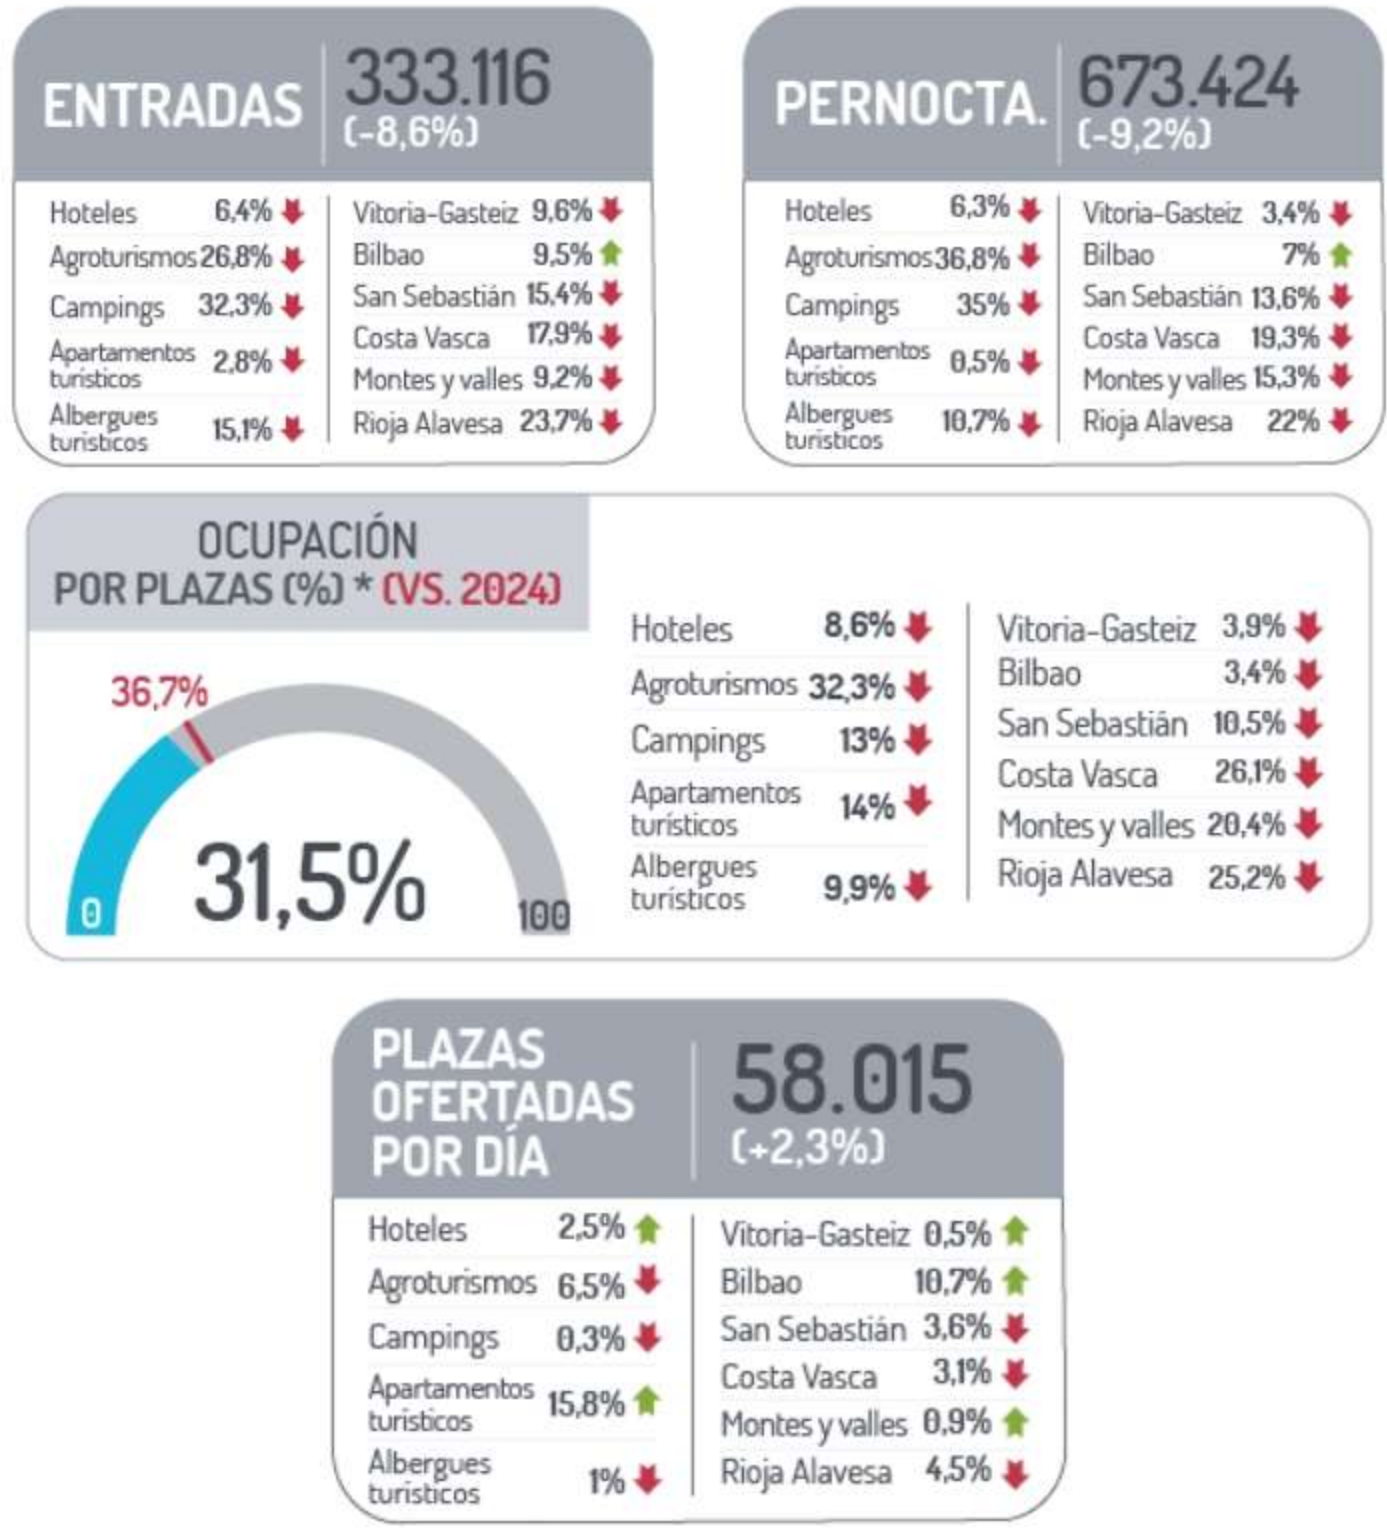 ENTRADAS
333.116
(-8,6%)
Hoteles 6,4%
Agroturismos 26,8%
Campings 32,3%
Apartamentos
turísticos 2,8%
Albergues
turísticos 15,1%
Vitoria-Gasteiz 9,6%
Bilbao 9,5%
San Sebastián 15,4%
Costa Vasca 17,9%
Montes y valles 9,2%
Rioja Alavesa 23,7%
PERNOCTA.
673.424
(-9,2%)
Hoteles 6,3%
Agroturismos 36,8%
Campings 35%
Apartamentos
turísticos 0,5%
Albergues
turísticos 10,7%
Vitoria-Gasteiz 3,4%
Bilbao 7%
San Sebastián 13,6%
Costa Vasca 19,3%
Montes y valles 15,3%
Rioja Alavesa 22%
OCUPACIÓN
POR PLAZAS (%) * (VS. 2024)
36,7%
31,5%
0
100
Hoteles 8,6%
Agroturismos 32,3%
Campings 13%
Apartamentos
turísticos 14%
Albergues
turísticos 9,9%
Vitoria-Gasteiz 3,9%
Bilbao 3,4%
San Sebastián 10,5%
Costa Vasca 26,1%
Montes y valles 20,4%
Rioja Alavesa 25,2%
PLAZAS
OFERTADAS
POR DÍA
58.015
(+2,3%)
Hoteles 2,5%
Agroturismos 6,5%
Campings 0,3%
Apartamentos
turísticos 15,8%
Albergues
turísticos 1%
Vitoria-Gasteiz 0,5%
Bilbao 10,7%
San Sebastián 3,6%
Costa Vasca 3,1%
Montes y valles 0,9%
Rioja Alavesa 4,5%